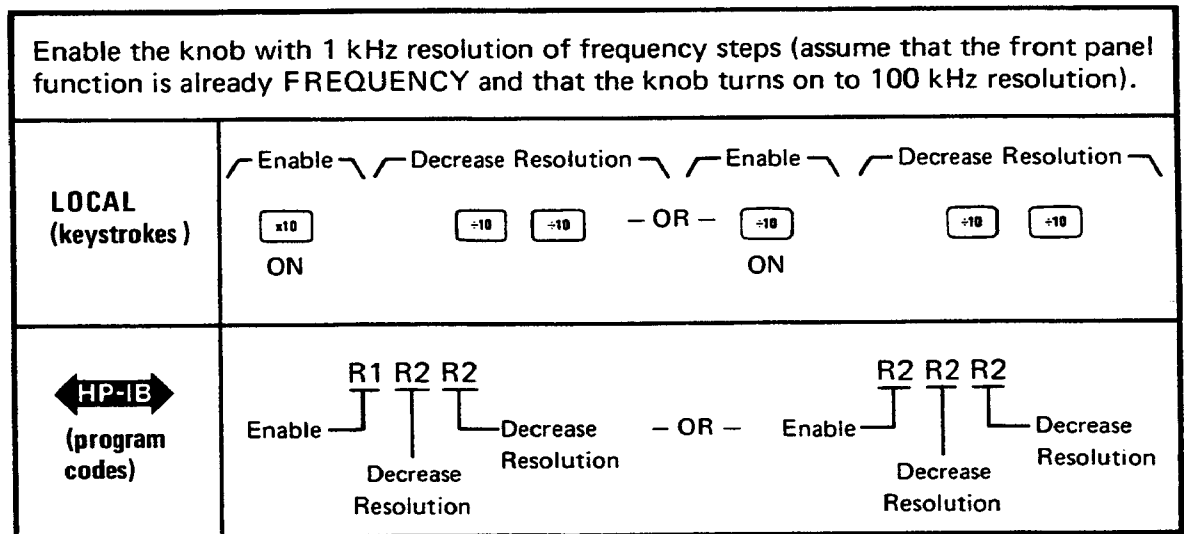 Enable the knob with 1 kHz resolution of frequency steps (assume that the front panel
function is already FREQUENCY and that the knob turns on to 100 kHz resolution).
LOCAL
(keystrokes)
Enable Decrease Resolution Enable Decrease Resolution
x10 ÷10 ÷10 – OR – ÷10 ÷10 ÷10
ON ON
HP-IB
(program
codes)
R1 R2 R2 R2 R2 R2
Enable Decrease – OR – Enable Decrease
Resolution Resolution
Decrease Decrease
Resolution Resolution